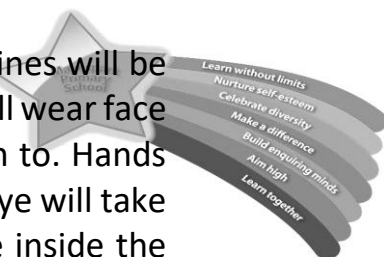 ines will be
ll wear face
n to. Hands
ye will take
e inside the
Primary
School
Learn without limits
Nurture self-esteem
Celebrate diversity
Make a difference
Build enquiring minds
Aim high
Learn together